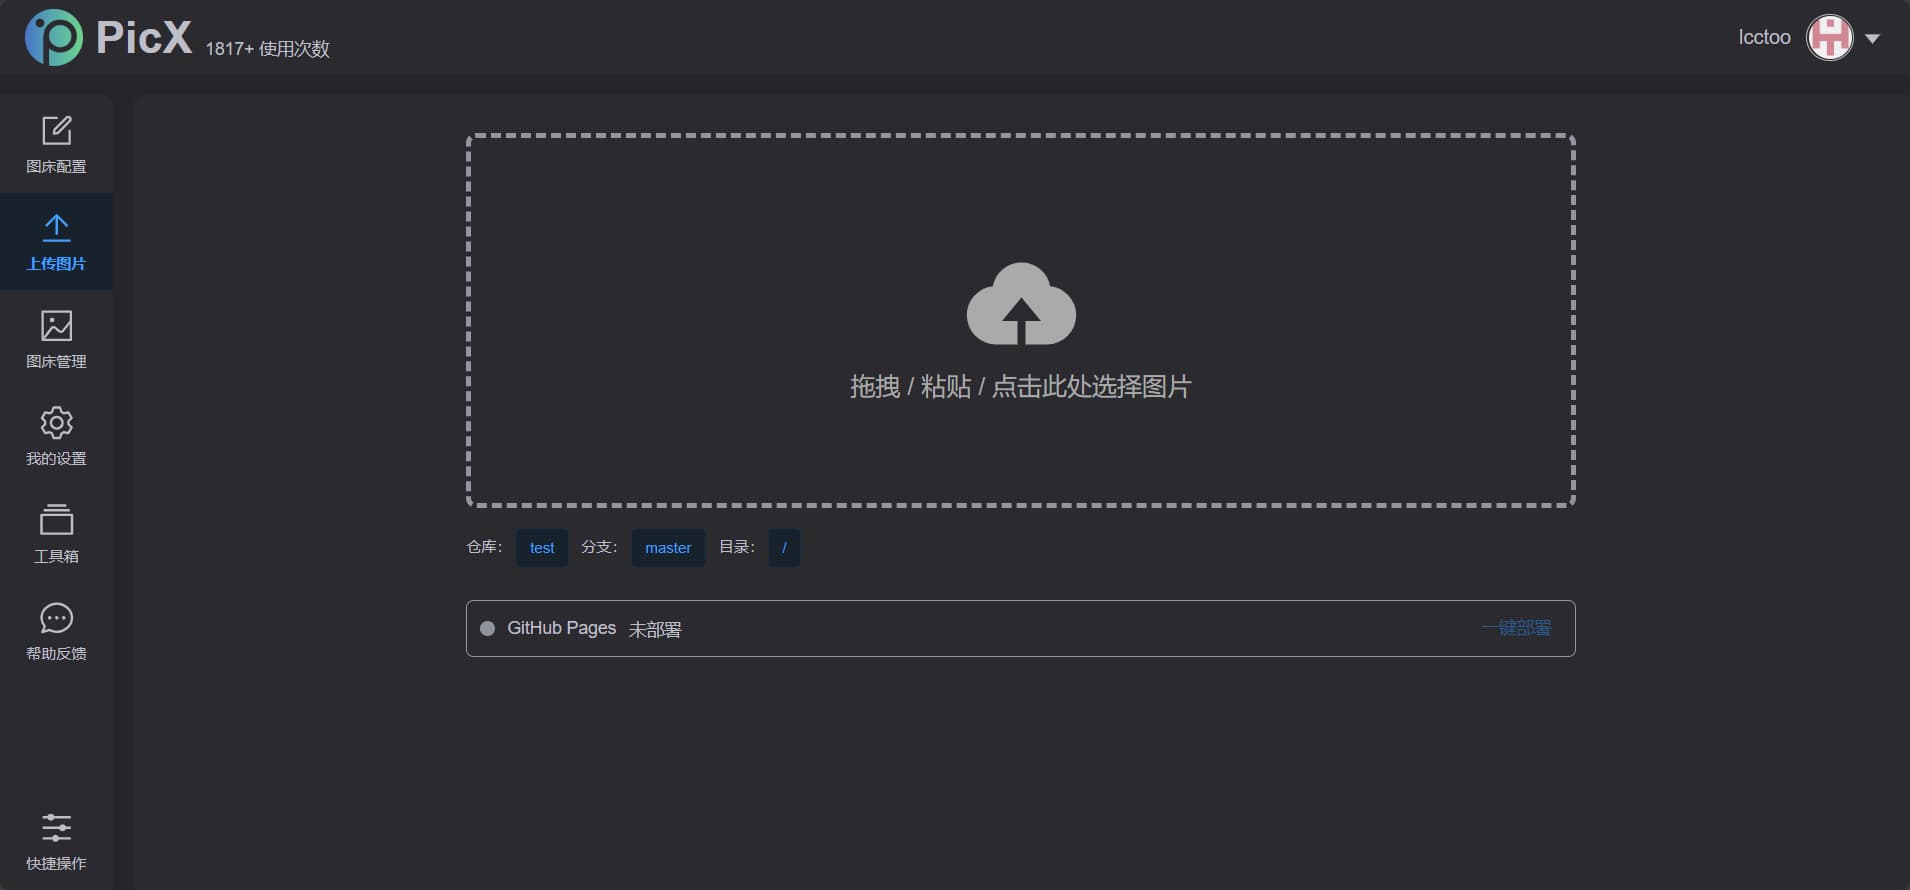 PicX 1817+ 使用次数
lcctoo
图床配置
上传图片
图床管理
我的设置
工具箱
帮助反馈
快捷操作
拖拽 / 粘贴 / 点击此处选择图片
仓库： test 分支： master 目录： /
GitHub Pages 未部署 一键部署